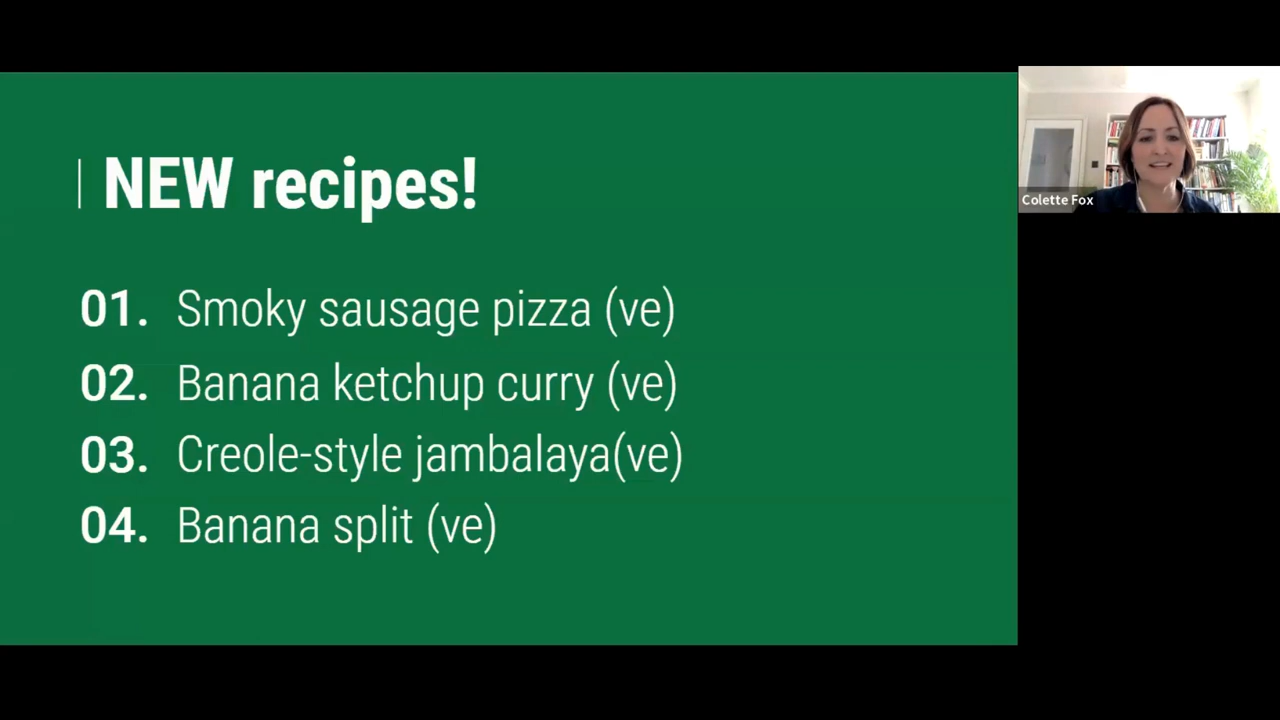 NEW recipes!
01. Smoky sausage pizza (ve)
02. Banana ketchup curry (ve)
03. Creole-style jambalaya(ve)
04. Banana split (ve)
Colette Fox